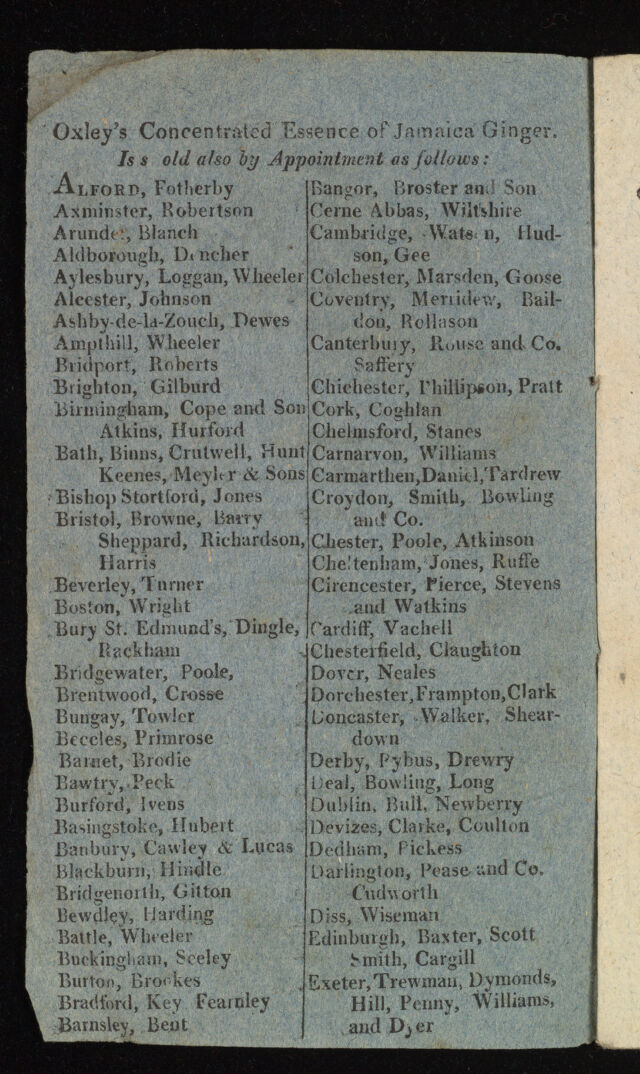 Oxley's Concentrated Essence of Jamaica Ginger.
Is s old also by Appointment as follows:
ALFORD, Fotherby
Axminster, Robertson
Arundel, Blanch
Aldborough, Dencher
Aylesbury, Loggan, Wheeler
Alcester, Johnson
Ashby-de-la-Zouch, Dewes
Ampthill, Wheeler
Bridport, Roberts
Brighton, Gilburd
Birmingham, Cope and Son
Atkins, Hurford
Bath, Binns, Crutwell, Hunt
Keenes, Meyler & Sons
Bishop Stortford, Jones
Bristol, Browne, Barry
Sheppard, Richardson,
Harris
Beverley, Turner
Boston, Wright
Bury St. Edmund's, Dingle,
Rackham
Bridgewater, Poole,
Brentwood, Crosse
Bungay, Towler
Beccles, Primrose
Barnet, Brodie
Bawtry, Peck
Burford, Ivens
Basingstoke, Hubert
Banbury, Cawley & Lucas
Blackburn, Hindle
Bridgenorth, Gitton
Bewdley, Harding
Battle, Wheeler
Buckingham, Seeley
Burton, Brookes
Bradford, Key Fearnley
Barnsley, Bent
Bangor, Broster and Son
Cerne Abbas, Wiltshire
Cambridge, Watson, Hud-
son, Gee
Colchester, Marsden, Goose
Coventry, Merridew, Bail-
don, Rollason
Canterbury, Rouse and Co.
Saffery
Chichester, Phillipson, Pratt
Cork, Coghlan
Chelmsford, Stanes
Carnarvon, Williams
Carmarthen, Daniel, Tardrew
Croydon, Smith, Bowling
and Co.
Chester, Poole, Atkinson
Cheltenham, Jones, Ruffe
Cirencester, Pierce, Stevens
and Watkins
Cardiff, Vachell
Chesterfield, Claughton
Dover, Neales
Dorchester, Frampton, Clark
Doncaster, Walker, Shear-
down
Derby, Pybus, Drewry
Deal, Bowling, Long
Dublin, Bull, Newberry
Devizes, Clarke, Coulton
Dedham, Pickess
Darlington, Pease and Co.
Cudworth
Diss, Wiseman
Edinburgh, Baxter, Scott
Smith, Cargill
Exeter, Trewman, Dymonds,
Hill, Penny, Williams,
and Dyer